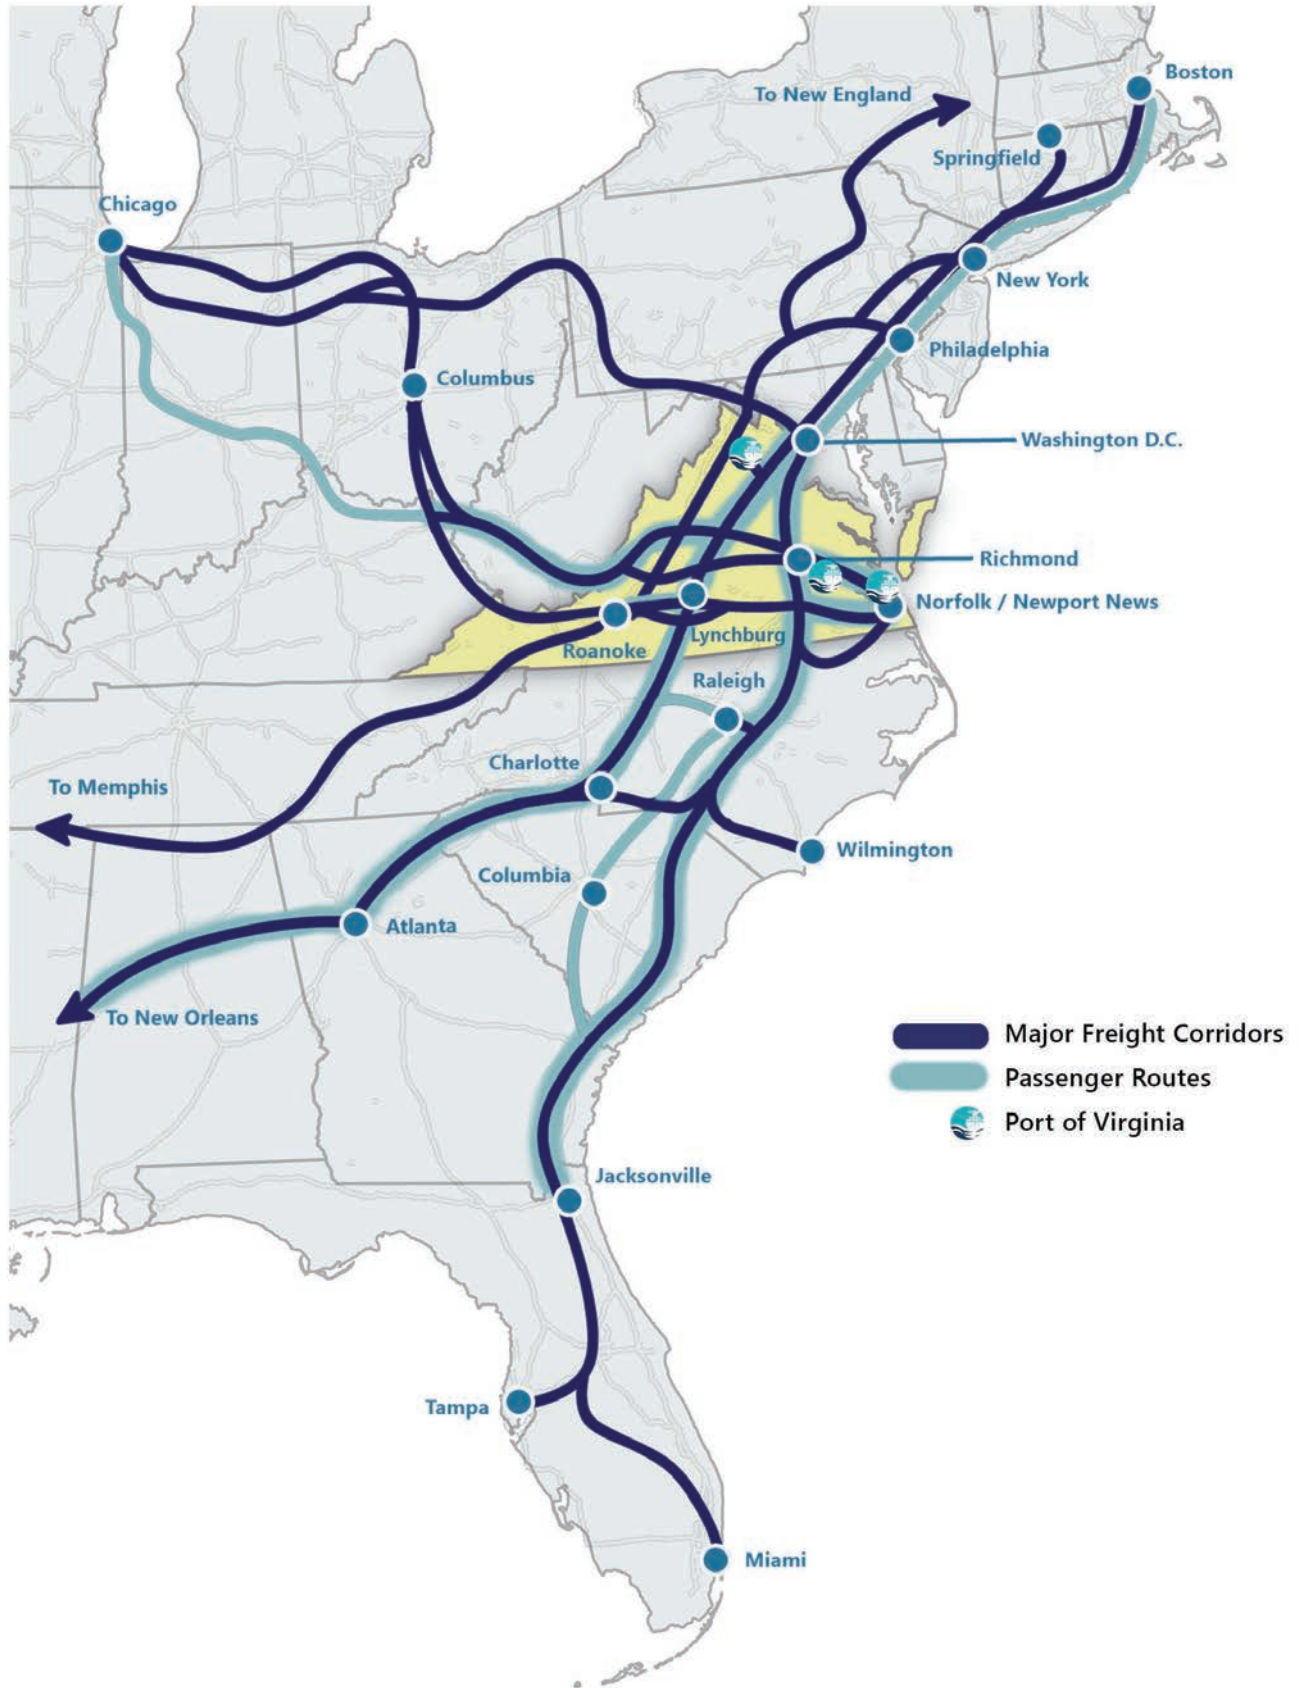 Boston
To New England
Springfield
Chicago
New York
Philadelphia
Columbus
Washington D.C.
Richmond
Norfolk / Newport News
Lynchburg
Roanoke
Raleigh
Charlotte
To Memphis
Wilmington
Columbia
Atlanta
To New Orleans
Major Freight Corridors
Passenger Routes
Port of Virginia
Jacksonville
Tampa
Miami